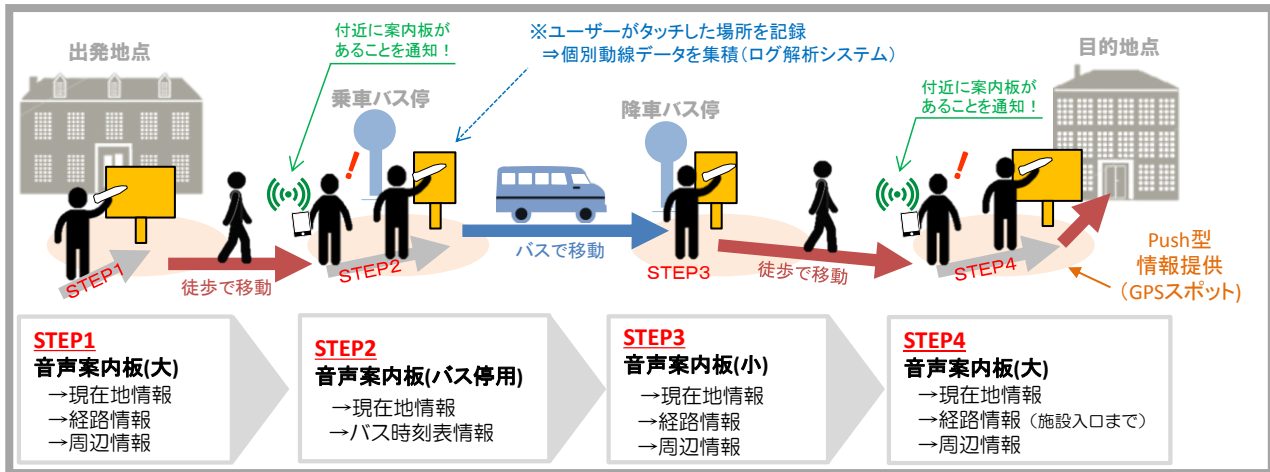 出発地点
付近に案内板が
あることを通知！
乗車バス停
※ユーザーがタッチした場所を記録
⇒個別動線データを集積（ログ解析システム）
降車バス停
付近に案内板が
あることを通知！
目的地点
！
！
STEP1
徒歩で移動
STEP2
バスで移動
STEP3
徒歩で移動
STEP4
Push型
情報提供
（GPSスポット）
STEP1
音声案内板(大)
→現在地情報
→経路情報
→周辺情報
STEP2
音声案内板(バス停用)
→現在地情報
→バス時刻表情報
STEP3
音声案内板(小)
→現在地情報
→経路情報
→周辺情報
STEP4
音声案内板(大)
→現在地情報
→経路情報（施設入口まで）
→周辺情報